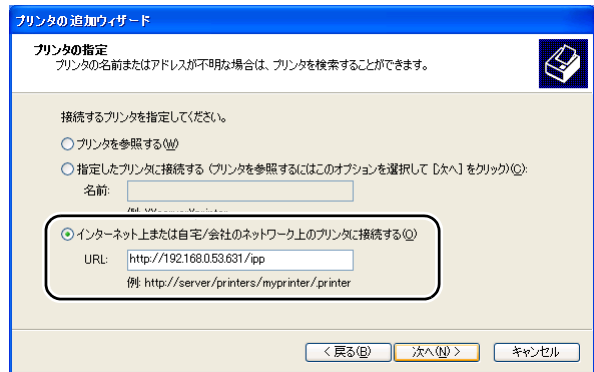 プリンタの追加ウィザード
プリンタの指定
プリンタの名前またはアドレスが不明な場合は、プリンタを検索することができます。
接続するプリンタを指定してください。
プリンタを参照する(W)
指定したプリンタに接続する (プリンタを参照するにはこのオプションを選択して [次へ] をクリック)(C):
名前:
インターネット上または自宅/会社のネットワーク上のプリンタに接続する(O)
URL: http://192.168.0.53.631/ipp
例: http://server/printers/myprinter/.printer
< 戻る(B) 次へ(N) > キャンセル